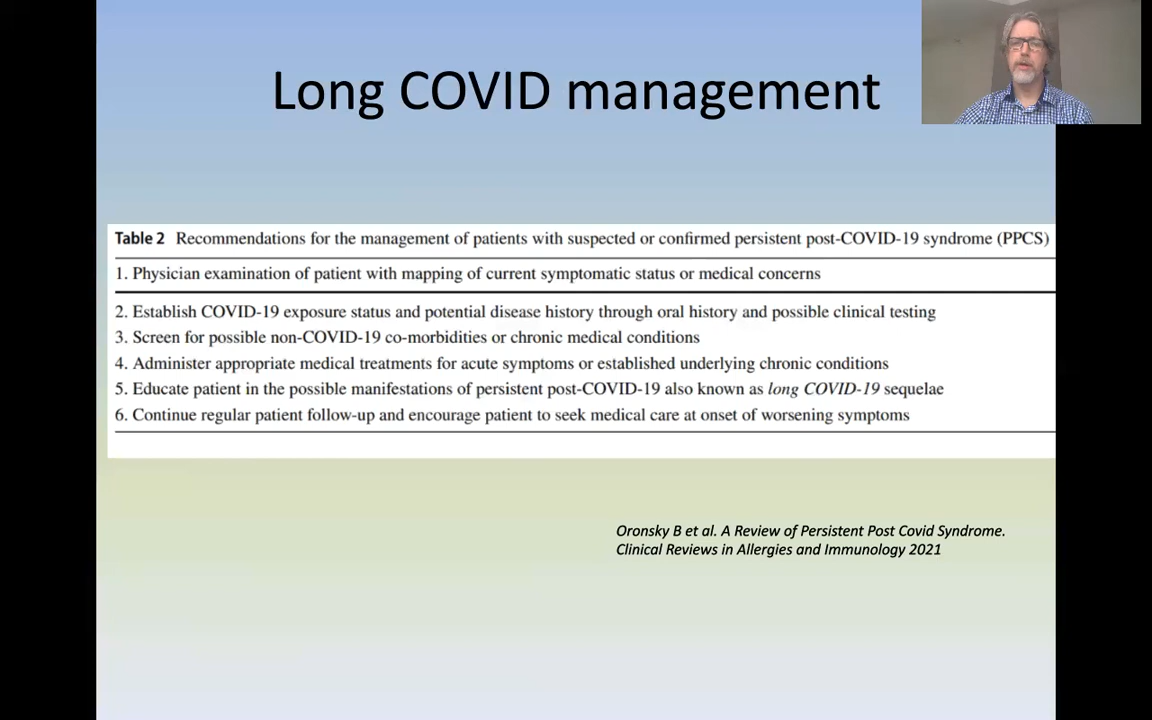 Long COVID management
Table 2 Recommendations for the management of patients with suspected or confirmed persistent post-COVID-19 syndrome (PPCS)
1. Physician examination of patient with mapping of current symptomatic status or medical concerns
2. Establish COVID-19 exposure status and potential disease history through oral history and possible clinical testing
3. Screen for possible non-COVID-19 co-morbidities or chronic medical conditions
4. Administer appropriate medical treatments for acute symptoms or established underlying chronic conditions
5. Educate patient in the possible manifestations of persistent post-COVID-19 also known as long COVID-19 sequelae
6. Continue regular patient follow-up and encourage patient to seek medical care at onset of worsening symptoms
Oronsky B et al. A Review of Persistent Post Covid Syndrome.
Clinical Reviews in Allergies and Immunology 2021